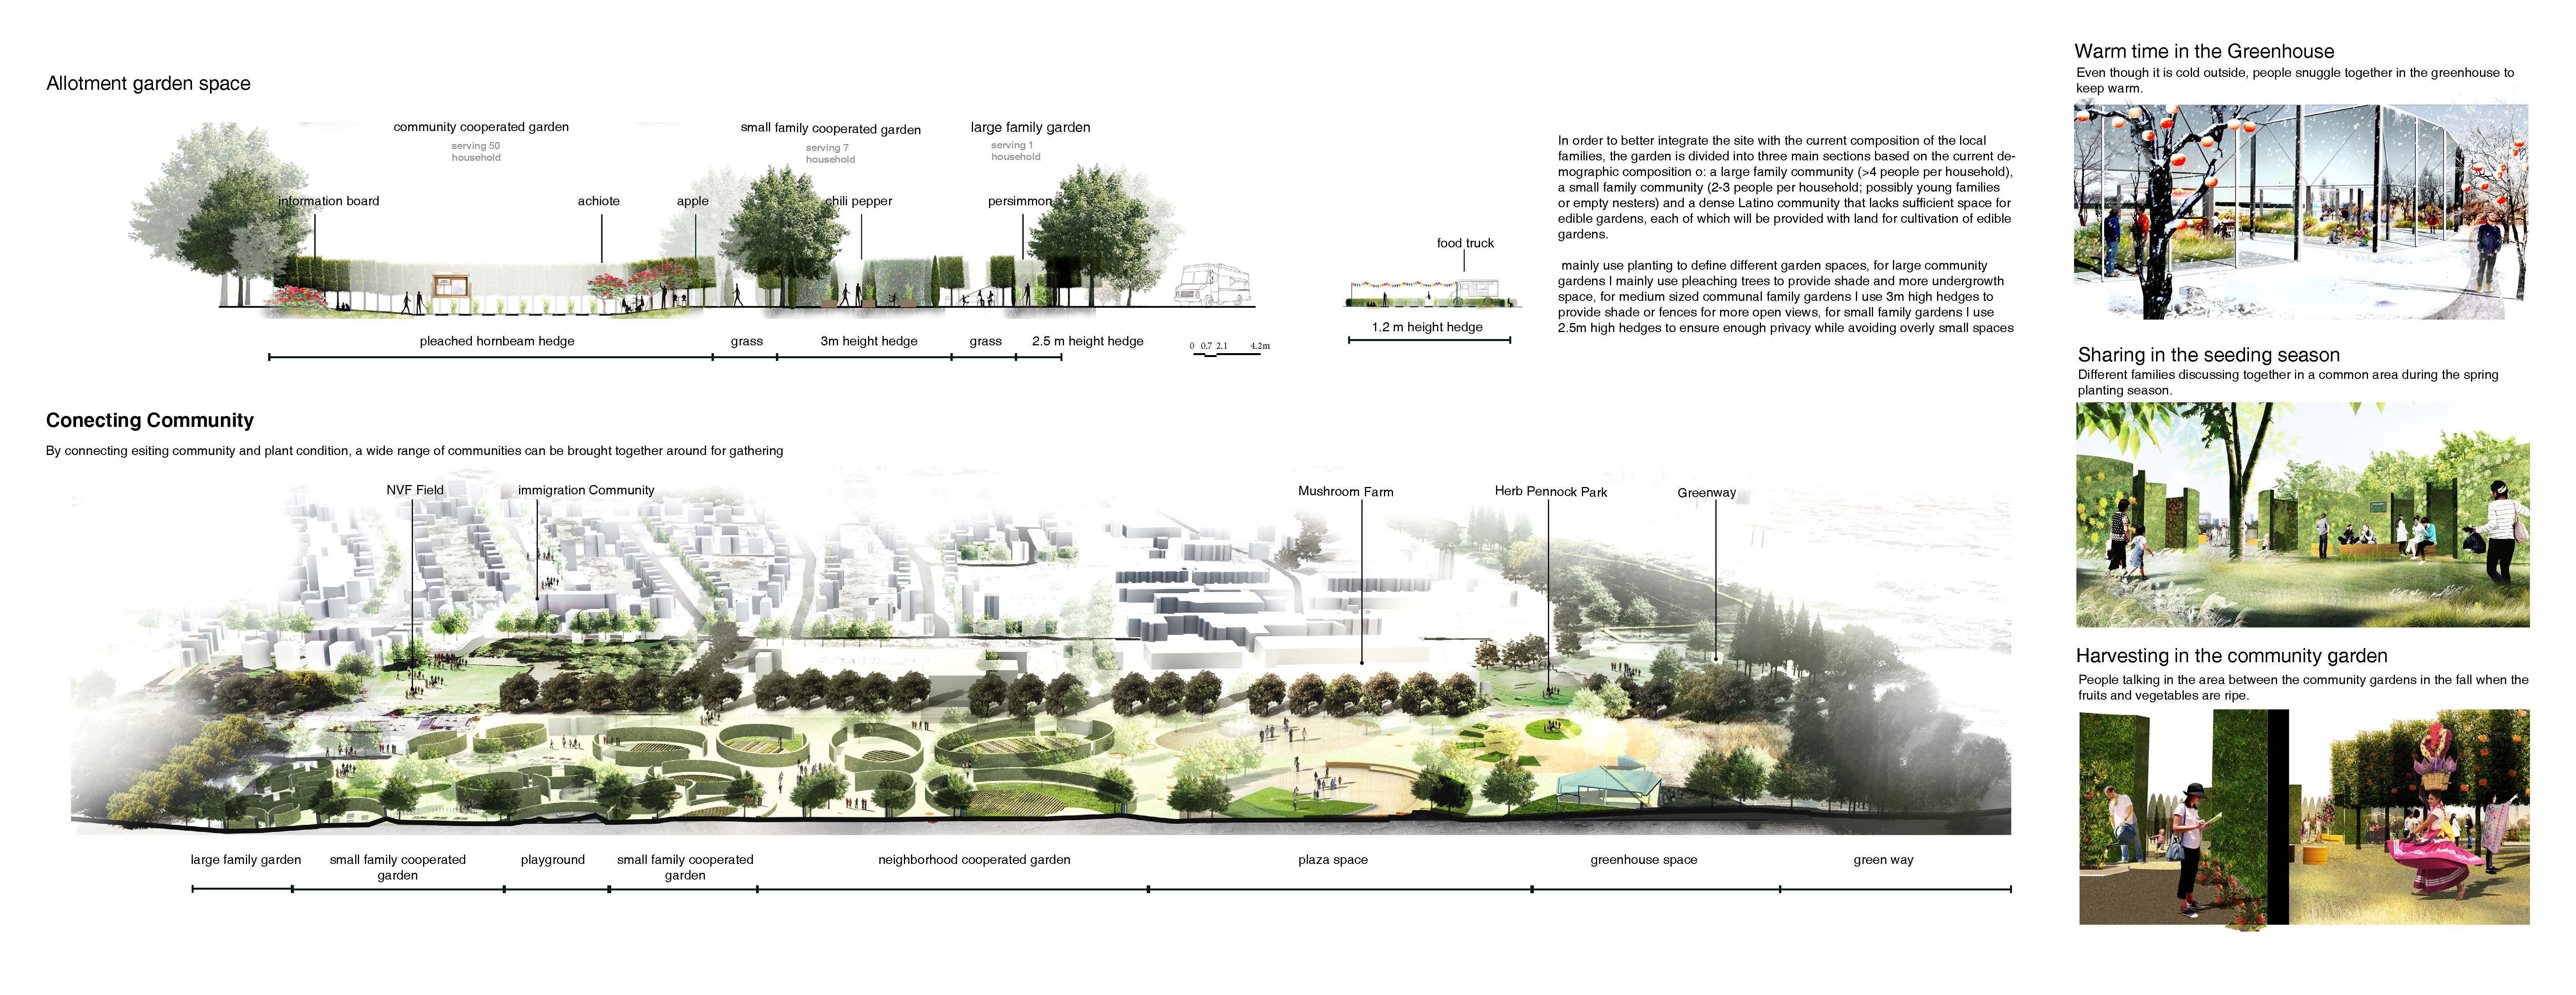 Allotment garden space
community cooperated garden
serving 50
household
small family cooperated garden
serving 7
household
large family garden
serving 1
household
information board
achiote
apple
chili pepper
persimmon
pleached hornbeam hedge
grass
3m height hedge
grass
2.5 m height hedge
0 0.7 2.1 4.2m
food truck
1.2 m height hedge
In order to better integrate the site with the current composition of the local
families, the garden is divided into three main sections based on the current de-
mographic composition o: a large family community (>4 people per household),
a small family community (2-3 people per household; possibly young families
or empty nesters) and a dense Latino community that lacks sufficient space for
edible gardens, each of which will be provided with land for cultivation of edible
gardens.
mainly use planting to define different garden spaces, for large community
gardens I mainly use pleaching trees to provide shade and more undergrowth
space, for medium sized communal family gardens I use 3m high hedges to
provide shade or fences for more open views, for small family gardens I use
2.5m high hedges to ensure enough privacy while avoiding overly small spaces
Conecting Community
By connecting esiting community and plant condition, a wide range of communities can be brought together around for gathering
NVF Field
immigration Community
Mushroom Farm
Herb Pennock Park
Greenway
large family garden
small family cooperated
garden
playground
small family cooperated
garden
neighborhood cooperated garden
plaza space
greenhouse space
green way
Warm time in the Greenhouse
Even though it is cold outside, people snuggle together in the greenhouse to
keep warm.
Sharing in the seeding season
Different families discussing together in a common area during the spring
planting season.
Harvesting in the community garden
People talking in the area between the community gardens in the fall when the
fruits and vegetables are ripe.